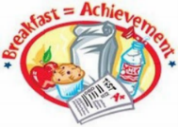 Breakfast = Achievement
A+